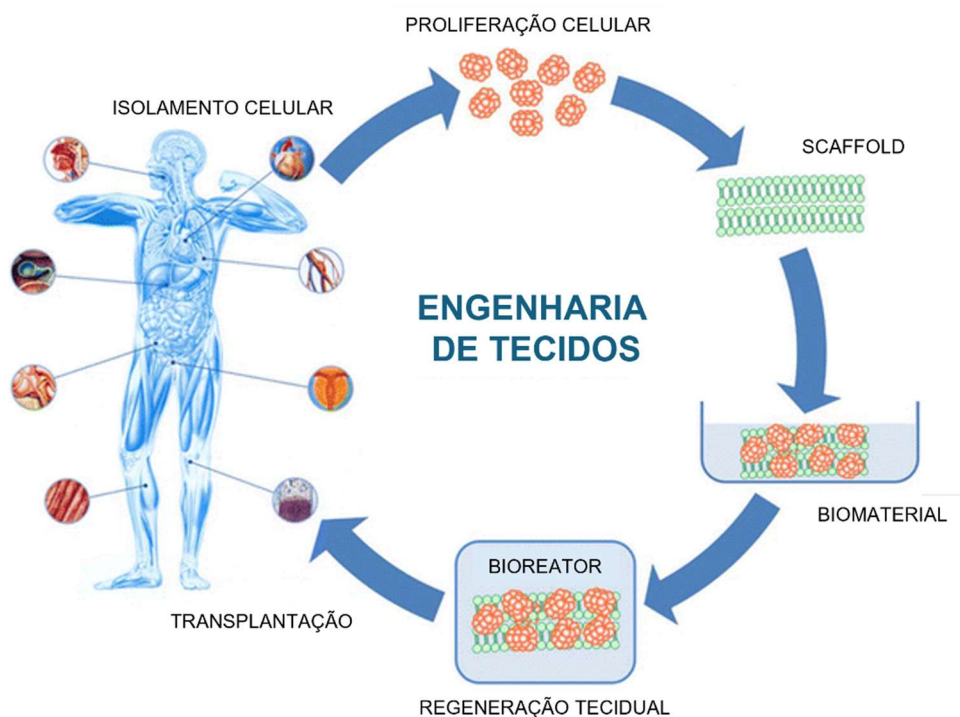 PROLIFERAÇÃO CELULAR
ISOLAMENTO CELULAR
SCAFFOLD
ENGENHARIA
DE TECIDOS
BIOMATERIAL
BIOREATOR
TRANSPLANTAÇÃO
REGENERAÇÃO TECIDUAL